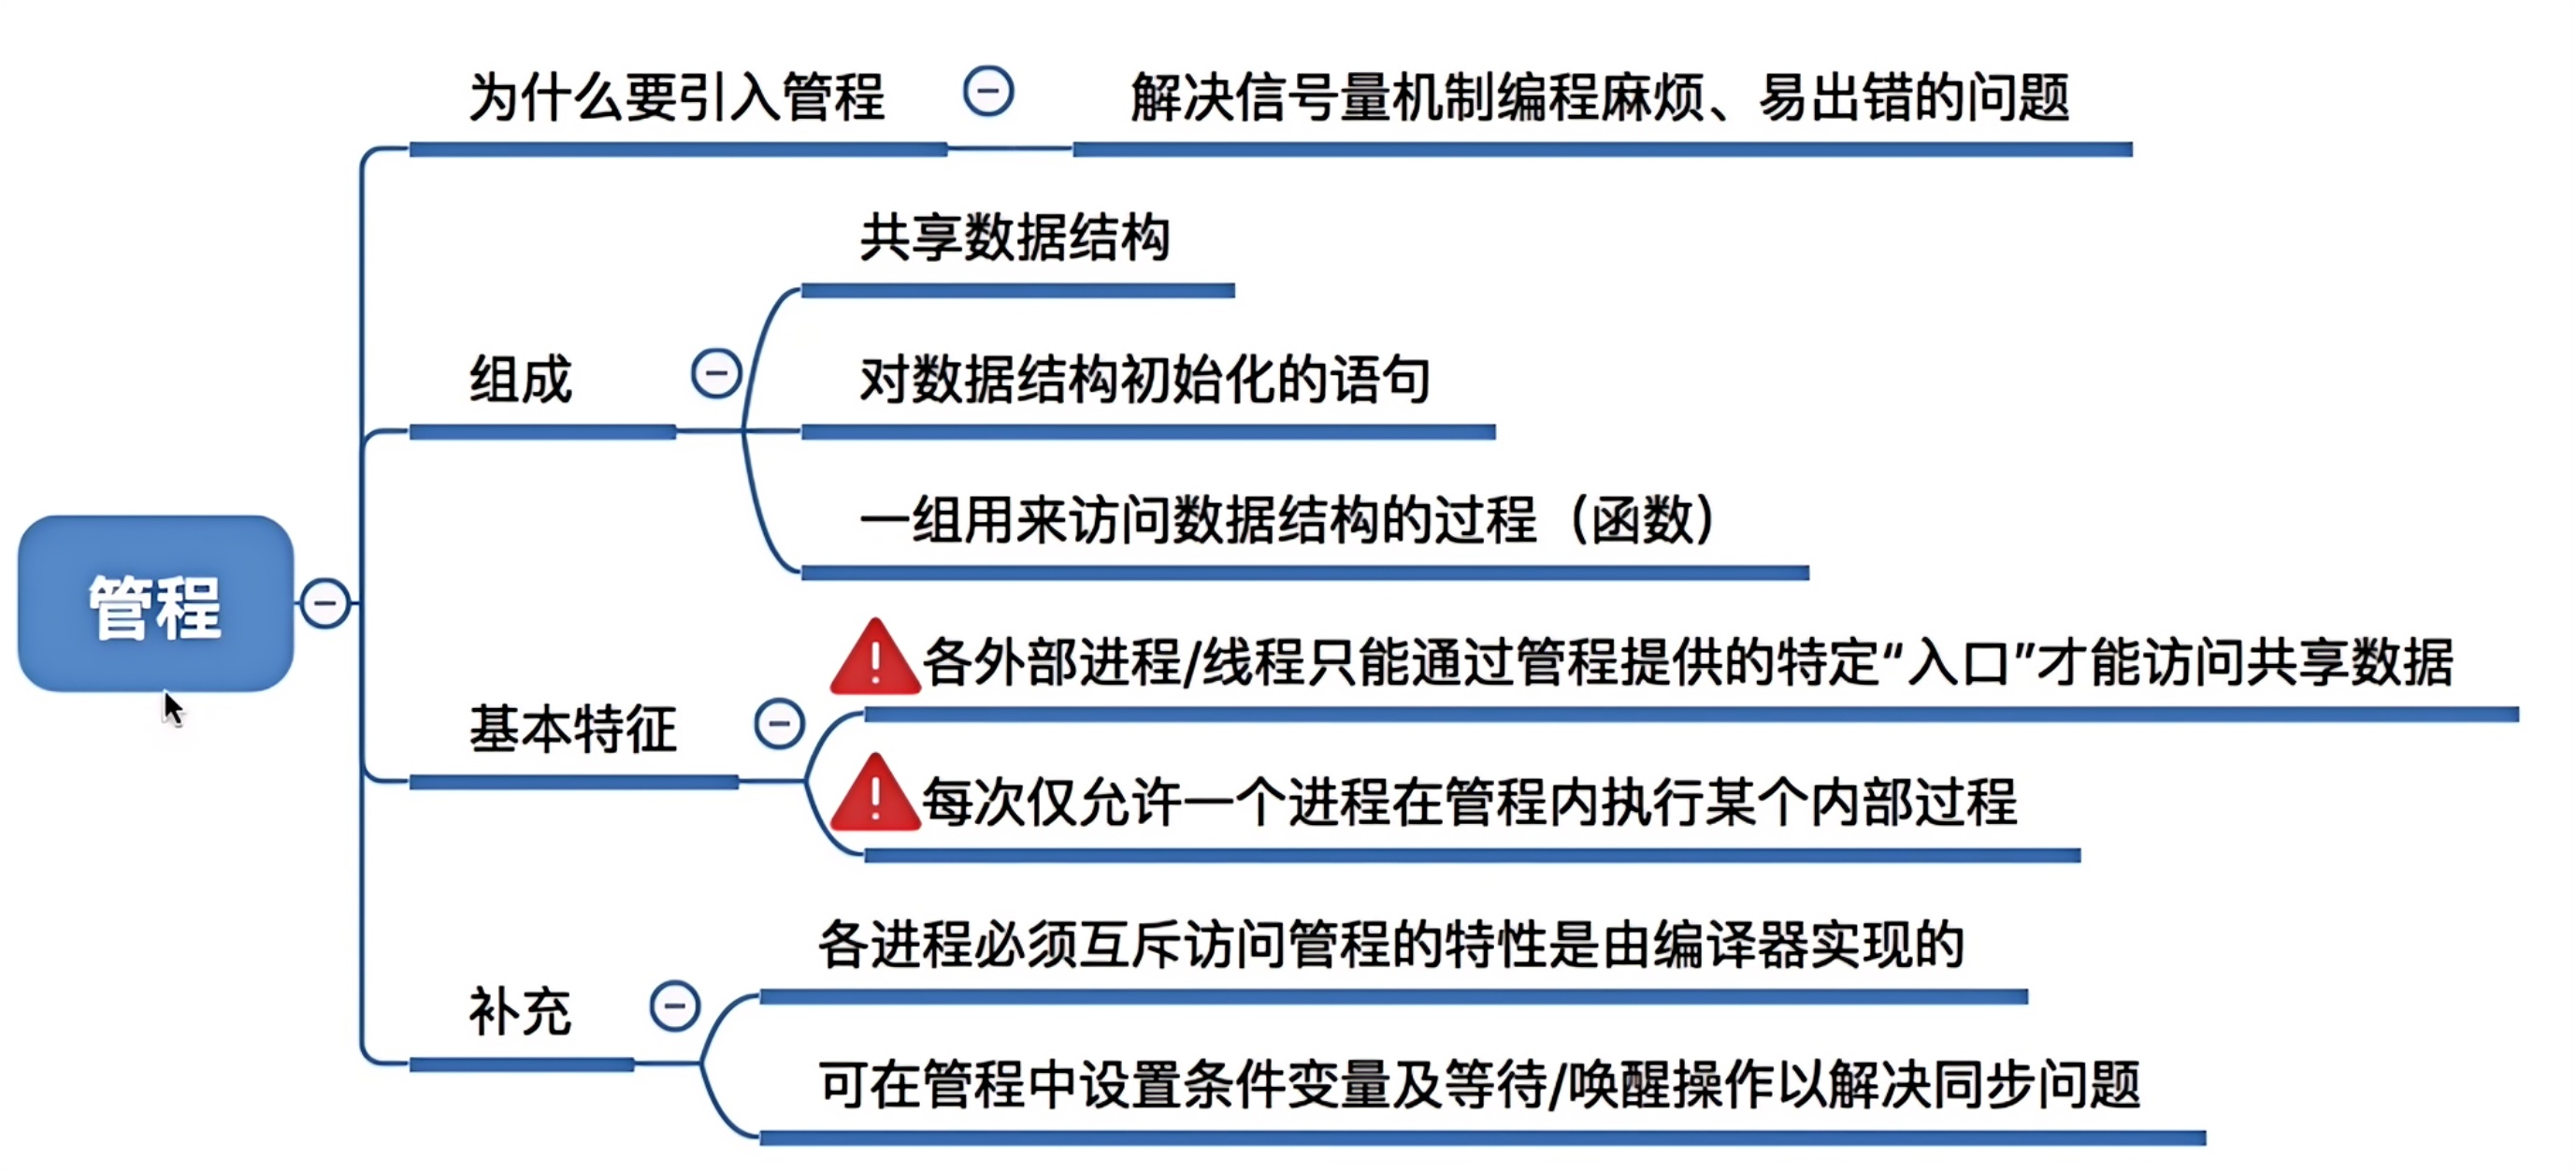 管程
为什么要引入管程
解决信号量机制编程麻烦、易出错的问题
组成
共享数据结构
对数据结构初始化的语句
一组用来访问数据结构的过程（函数）
基本特征
各外部进程/线程只能通过管程提供的特定“入口”才能访问共享数据
每次仅允许一个进程在管程内执行某个内部过程
补充
各进程必须互斥访问管程的特性是由编译器实现的
可在管程中设置条件变量及等待/唤醒操作以解决同步问题